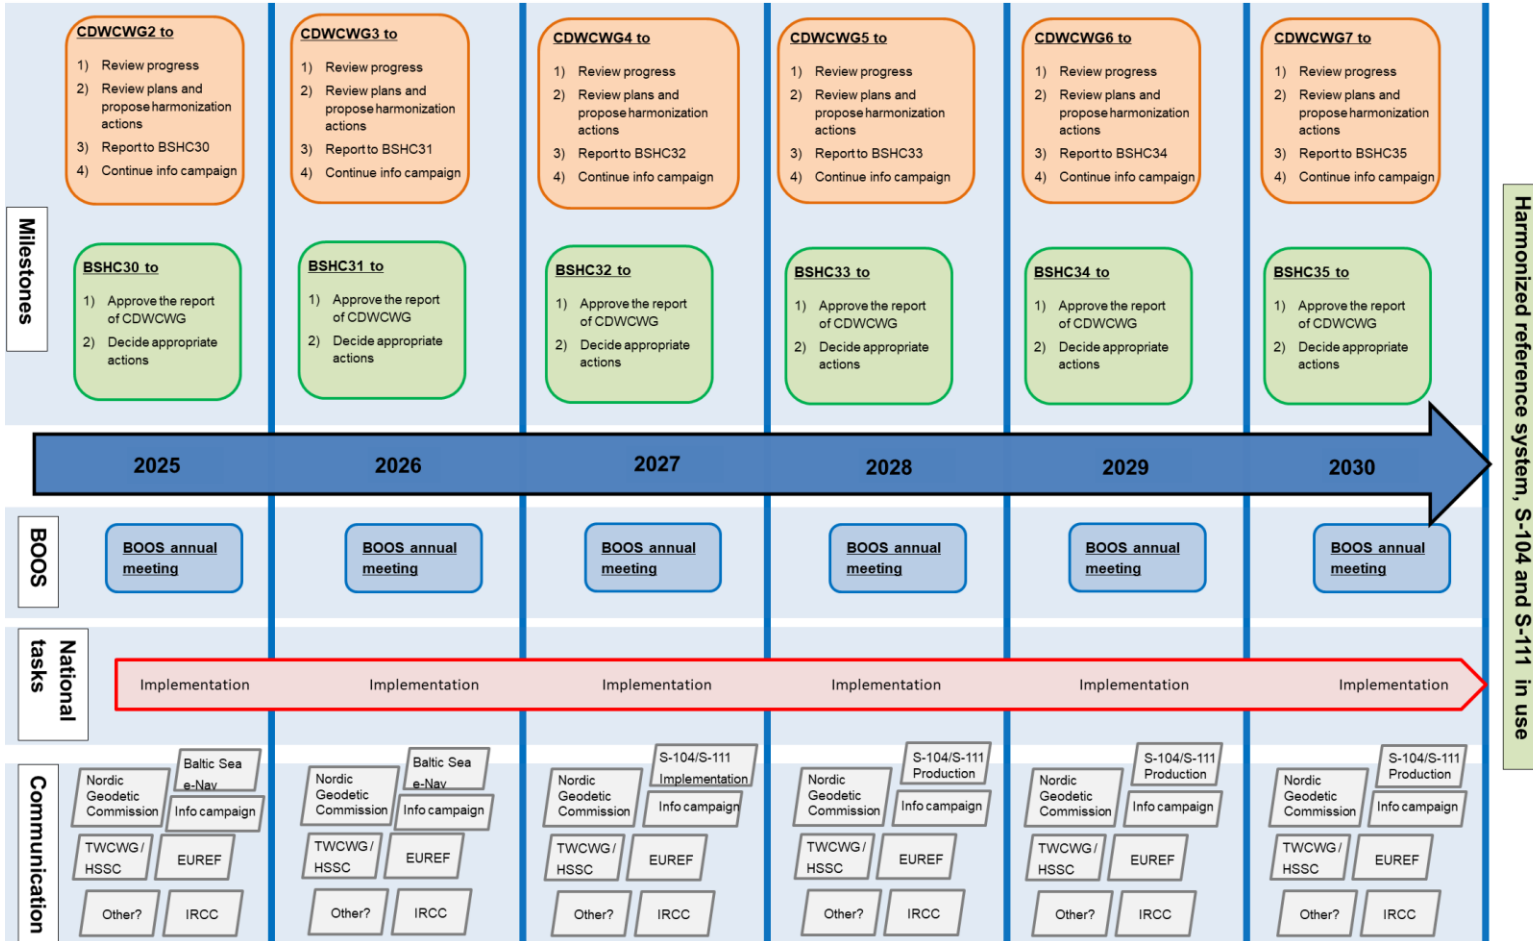 CDWCWG2 to
1) Review progress
2) Review plans and
propose harmonization
actions
3) Report to BSHC30
4) Continue info campaign
CDWCWG3 to
1) Review progress
2) Review plans and
propose harmonization
actions
3) Report to BSHC31
4) Continue info campaign
CDWCWG4 to
1) Review progress
2) Review plans and
propose harmonization
actions
3) Report to BSHC32
4) Continue info campaign
CDWCWG5 to
1) Review progress
2) Review plans and
propose harmonization
actions
3) Report to BSHC33
4) Continue info campaign
CDWCWG6 to
1) Review progress
2) Review plans and
propose harmonization
actions
3) Report to BSHC34
4) Continue info campaign
CDWCWG7 to
1) Review progress
2) Review plans and
propose harmonization
actions
3) Report to BSHC35
4) Continue info campaign
Milestones
BSHC30 to
1) Approve the report
of CDWCWG
2) Decide appropriate
actions
BSHC31 to
1) Approve the report
of CDWCWG
2) Decide appropriate
actions
BSHC32 to
1) Approve the report
of CDWCWG
2) Decide appropriate
actions
BSHC33 to
1) Approve the report
of CDWCWG
2) Decide appropriate
actions
BSHC34 to
1) Approve the report
of CDWCWG
2) Decide appropriate
actions
BSHC35 to
1) Approve the report
of CDWCWG
2) Decide appropriate
actions
Harmonized reference system, S-104 and S-111 in use
2025
2026
2027
2028
2029
2030
BOOS
BOOS annual
meeting
BOOS annual
meeting
BOOS annual
meeting
BOOS annual
meeting
BOOS annual
meeting
BOOS annual
meeting
National
tasks
Implementation
Implementation
Implementation
Implementation
Implementation
Implementation
Communication
Nordic
Geodetic
Commission
Baltic Sea
e-Nav
Info campaign
TWCWG/
HSSC
EUREF
Other?
IRCC
Nordic
Geodetic
Commission
Baltic Sea
e-Nav
Info campaign
TWCWG/
HSSC
EUREF
Other?
IRCC
Nordic
Geodetic
Commission
S-104/S-111
Implementation
Info campaign
TWCWG/
HSSC
EUREF
Other?
IRCC
Nordic
Geodetic
Commission
S-104/S-111
Production
Info campaign
TWCWG/
HSSC
EUREF
Other?
IRCC
Nordic
Geodetic
Commission
S-104/S-111
Production
Info campaign
TWCWG/
HSSC
EUREF
Other?
IRCC
Nordic
Geodetic
Commission
S-104/S-111
Production
Info campaign
TWCWG/
HSSC
EUREF
Other?
IRCC